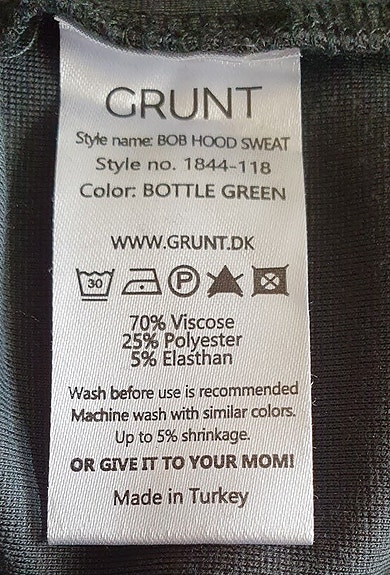 GRUNT
Style name: BOB HOOD SWEAT
Style no. 1844-118
Color: BOTTLE GREEN
WWW.GRUNT.DK
30 P
70% Viscose
25% Polyester
5% Elasthan
Wash before use is recommended
Machine wash with similar colors.
Up to 5% shrinkage.
OR GIVE IT TO YOUR MOM!
Made in Turkey